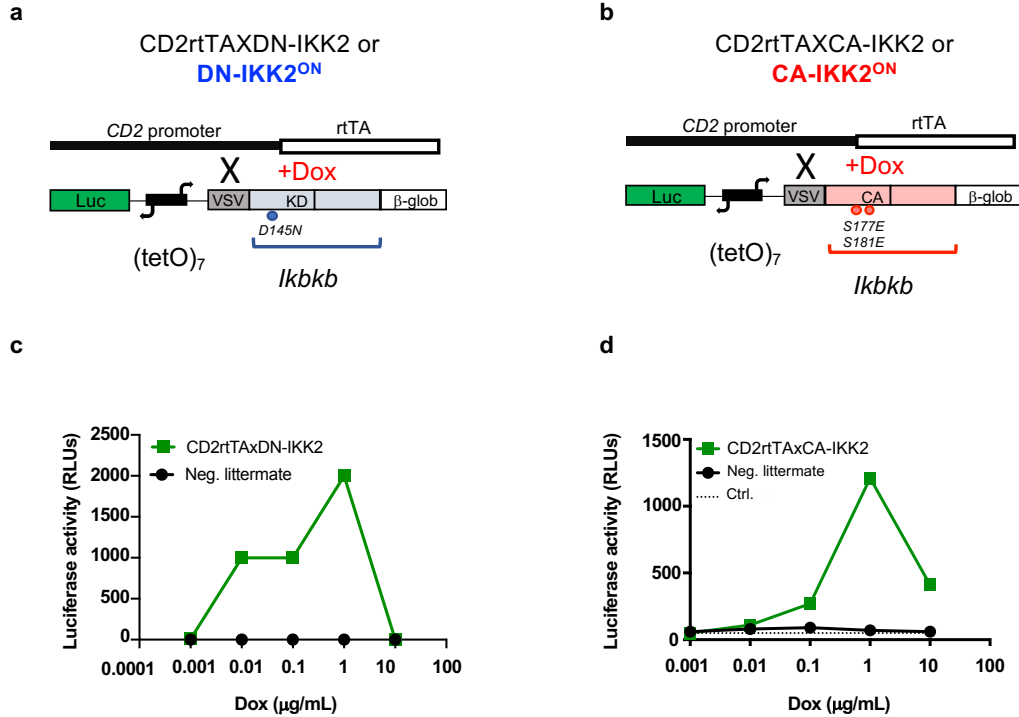 a
CD2rtTAXDN-IKK2 or
DN-IKK2ON
CD2 promoter
rtTA
X
+Dox
Luc
VSV
KD
β-glob
D145N
(tetO)7
Ikbkb
b
CD2rtTAXCA-IKK2 or
CA-IKK2ON
CD2 promoter
rtTA
X
+Dox
Luc
VSV
CA
β-glob
S177E
S181E
(tetO)7
Ikbkb
c
Luciferase activity (RLUs)
2500
2000
1500
1000
500
0
CD2rtTAxDN-IKK2
Neg. littermate
0.0001 0.001 0.01 0.1 1 10 100
Dox (μg/mL)
d
Luciferase activity (RLUs)
1500
1000
500
0
CD2rtTAxCA-IKK2
Neg. littermate
Ctrl.
0.001 0.01 0.1 1 10 100
Dox (μg/mL)